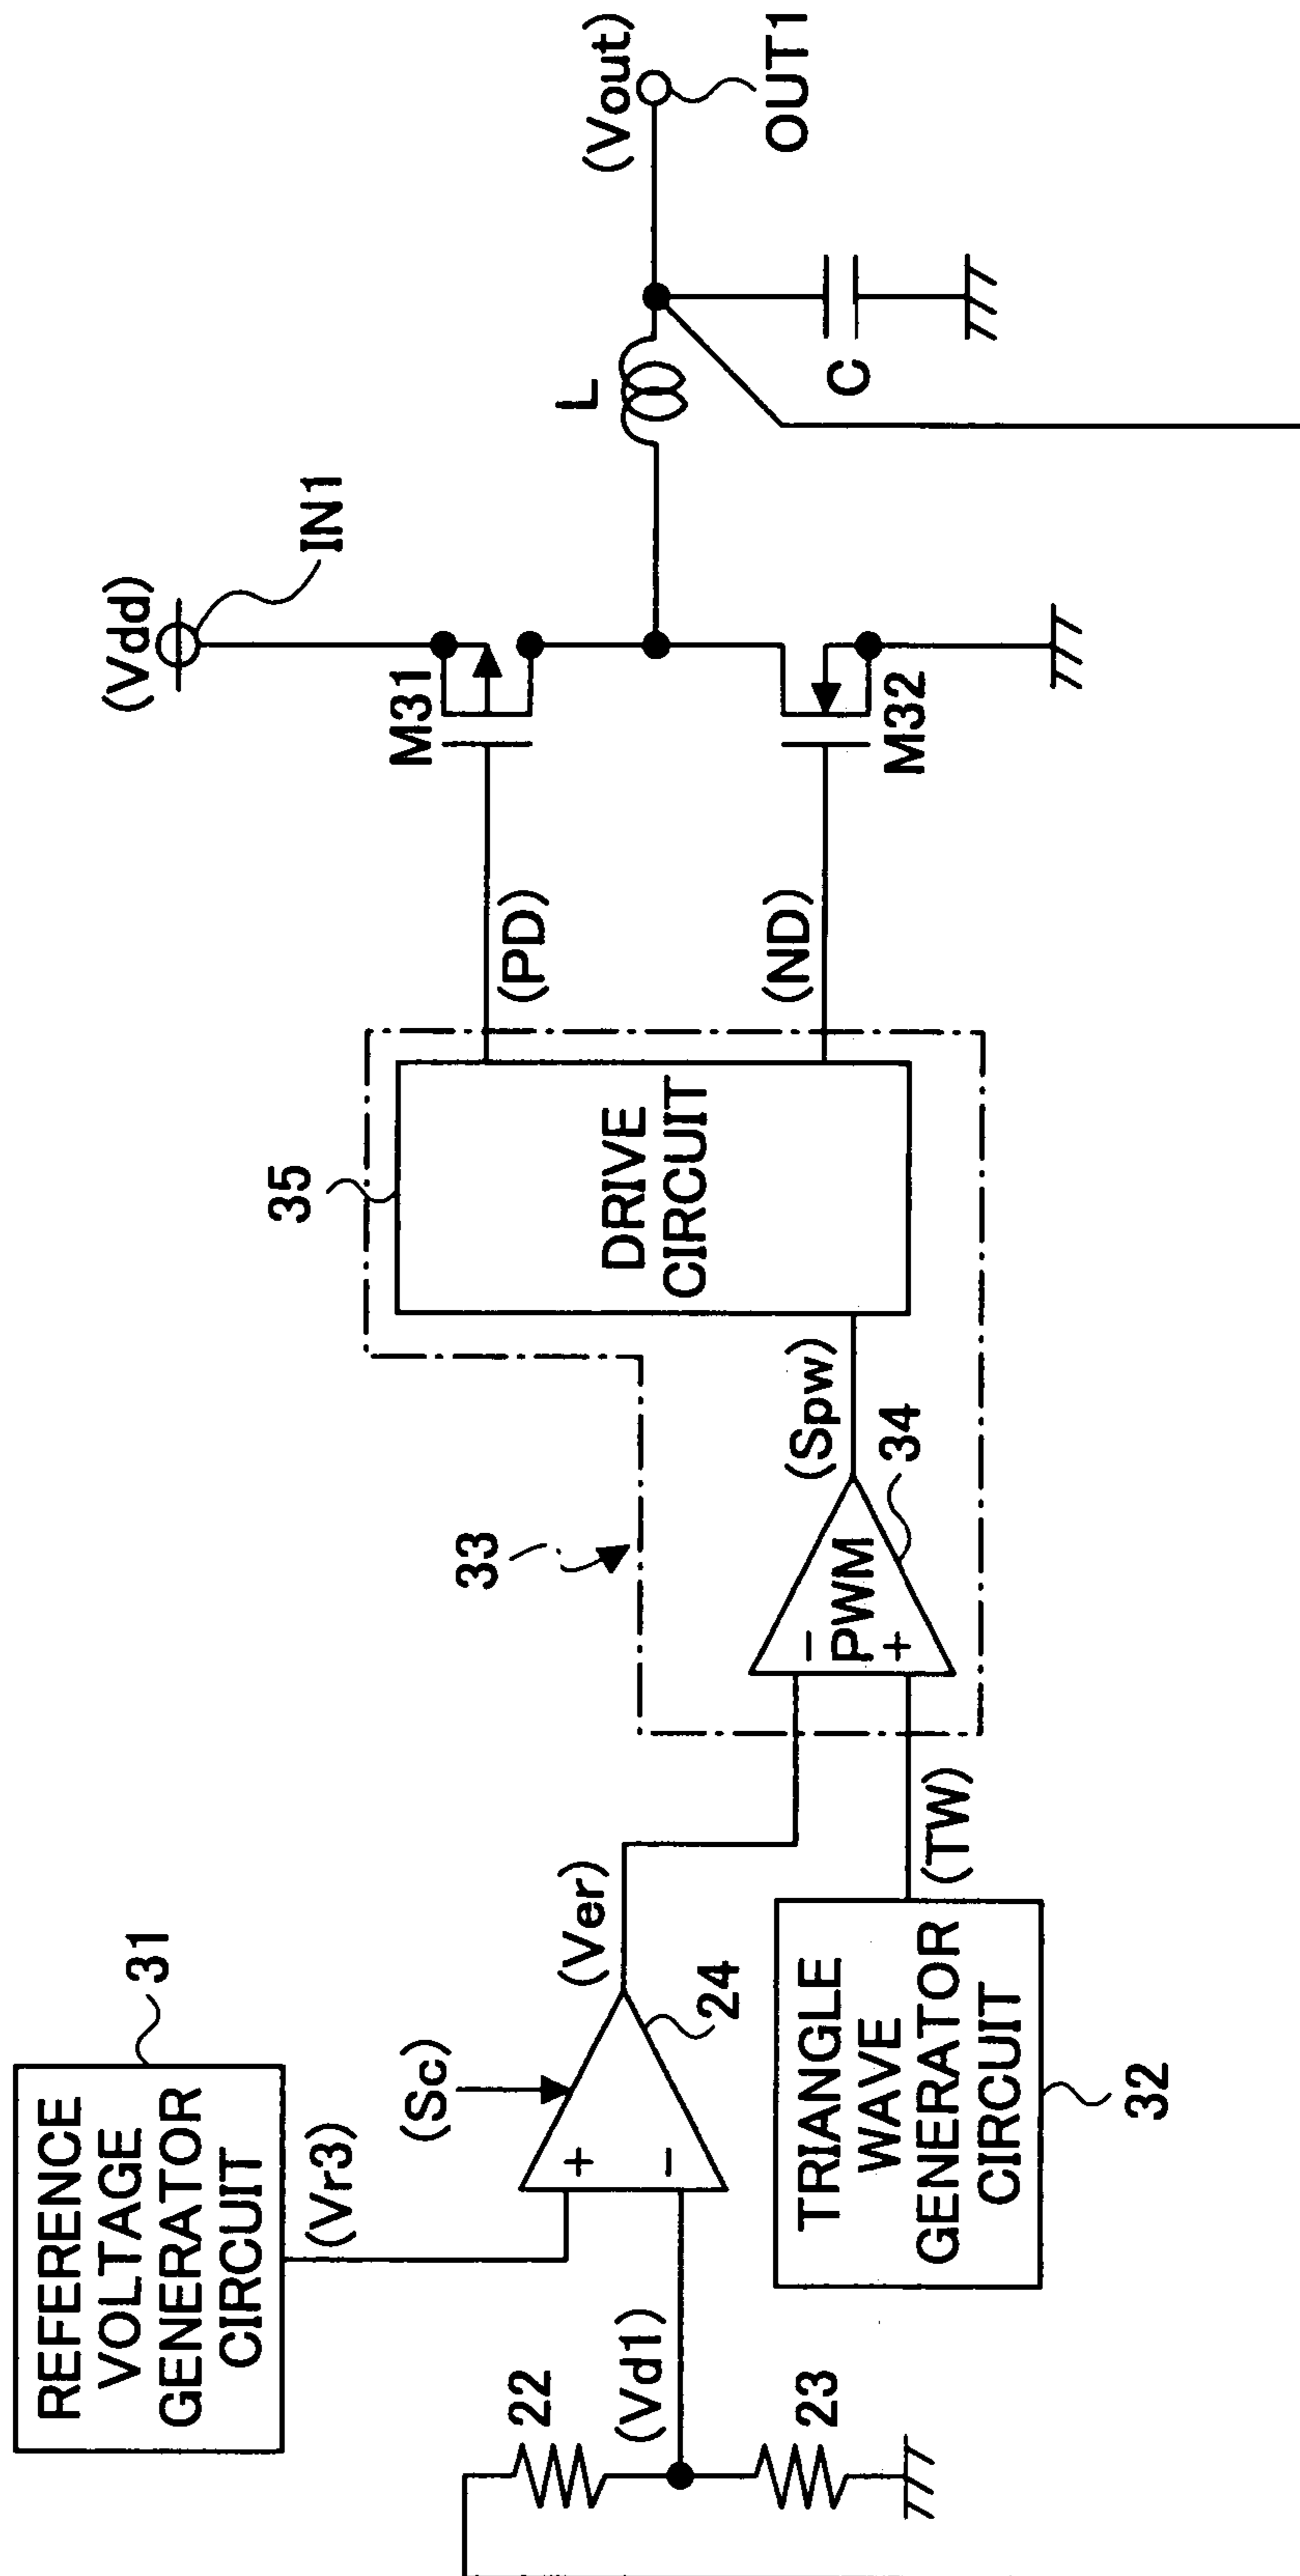 REFERENCE
VOLTAGE
GENERATOR
CIRCUIT
31
(Vr3)
(Sc)
+
−
24
(Ver)
22
(Vd1)
23
TRIANGLE
WAVE
GENERATOR
CIRCUIT
32
(TW)
33
−
PWM
+
34
(Spw)
35
DRIVE
CIRCUIT
(PD)
(ND)
(Vdd)
IN1
M31
M32
L
C
(Vout)
OUT1